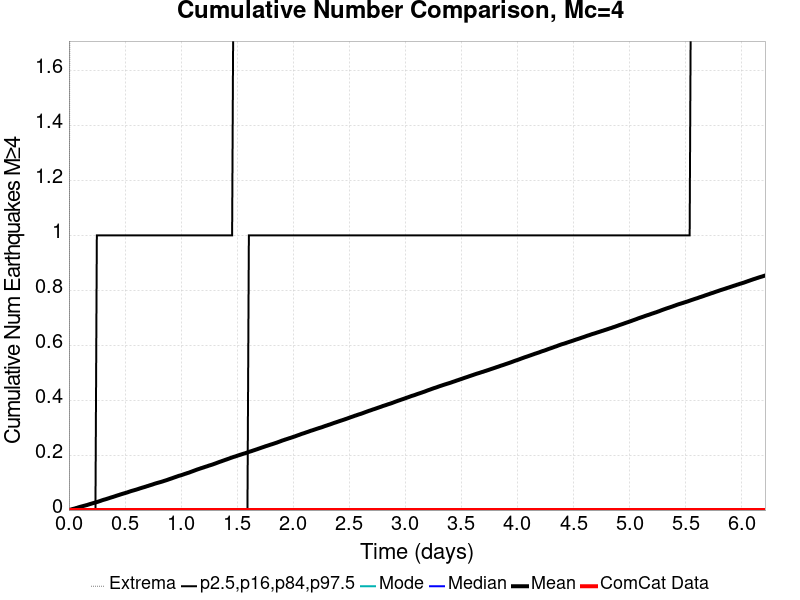 Cumulative Number Comparison, Mc=4
Cumulative Num Earthquakes M≥4
1.6
1.4
1.2
1
0.8
0.6
0.4
0.2
0
0.0 0.5 1.0 1.5 2.0 2.5 3.0 3.5 4.0 4.5 5.0 5.5 6.0
Time (days)
Extrema p2.5,p16,p84,p97.5 Mode Median Mean ComCat Data